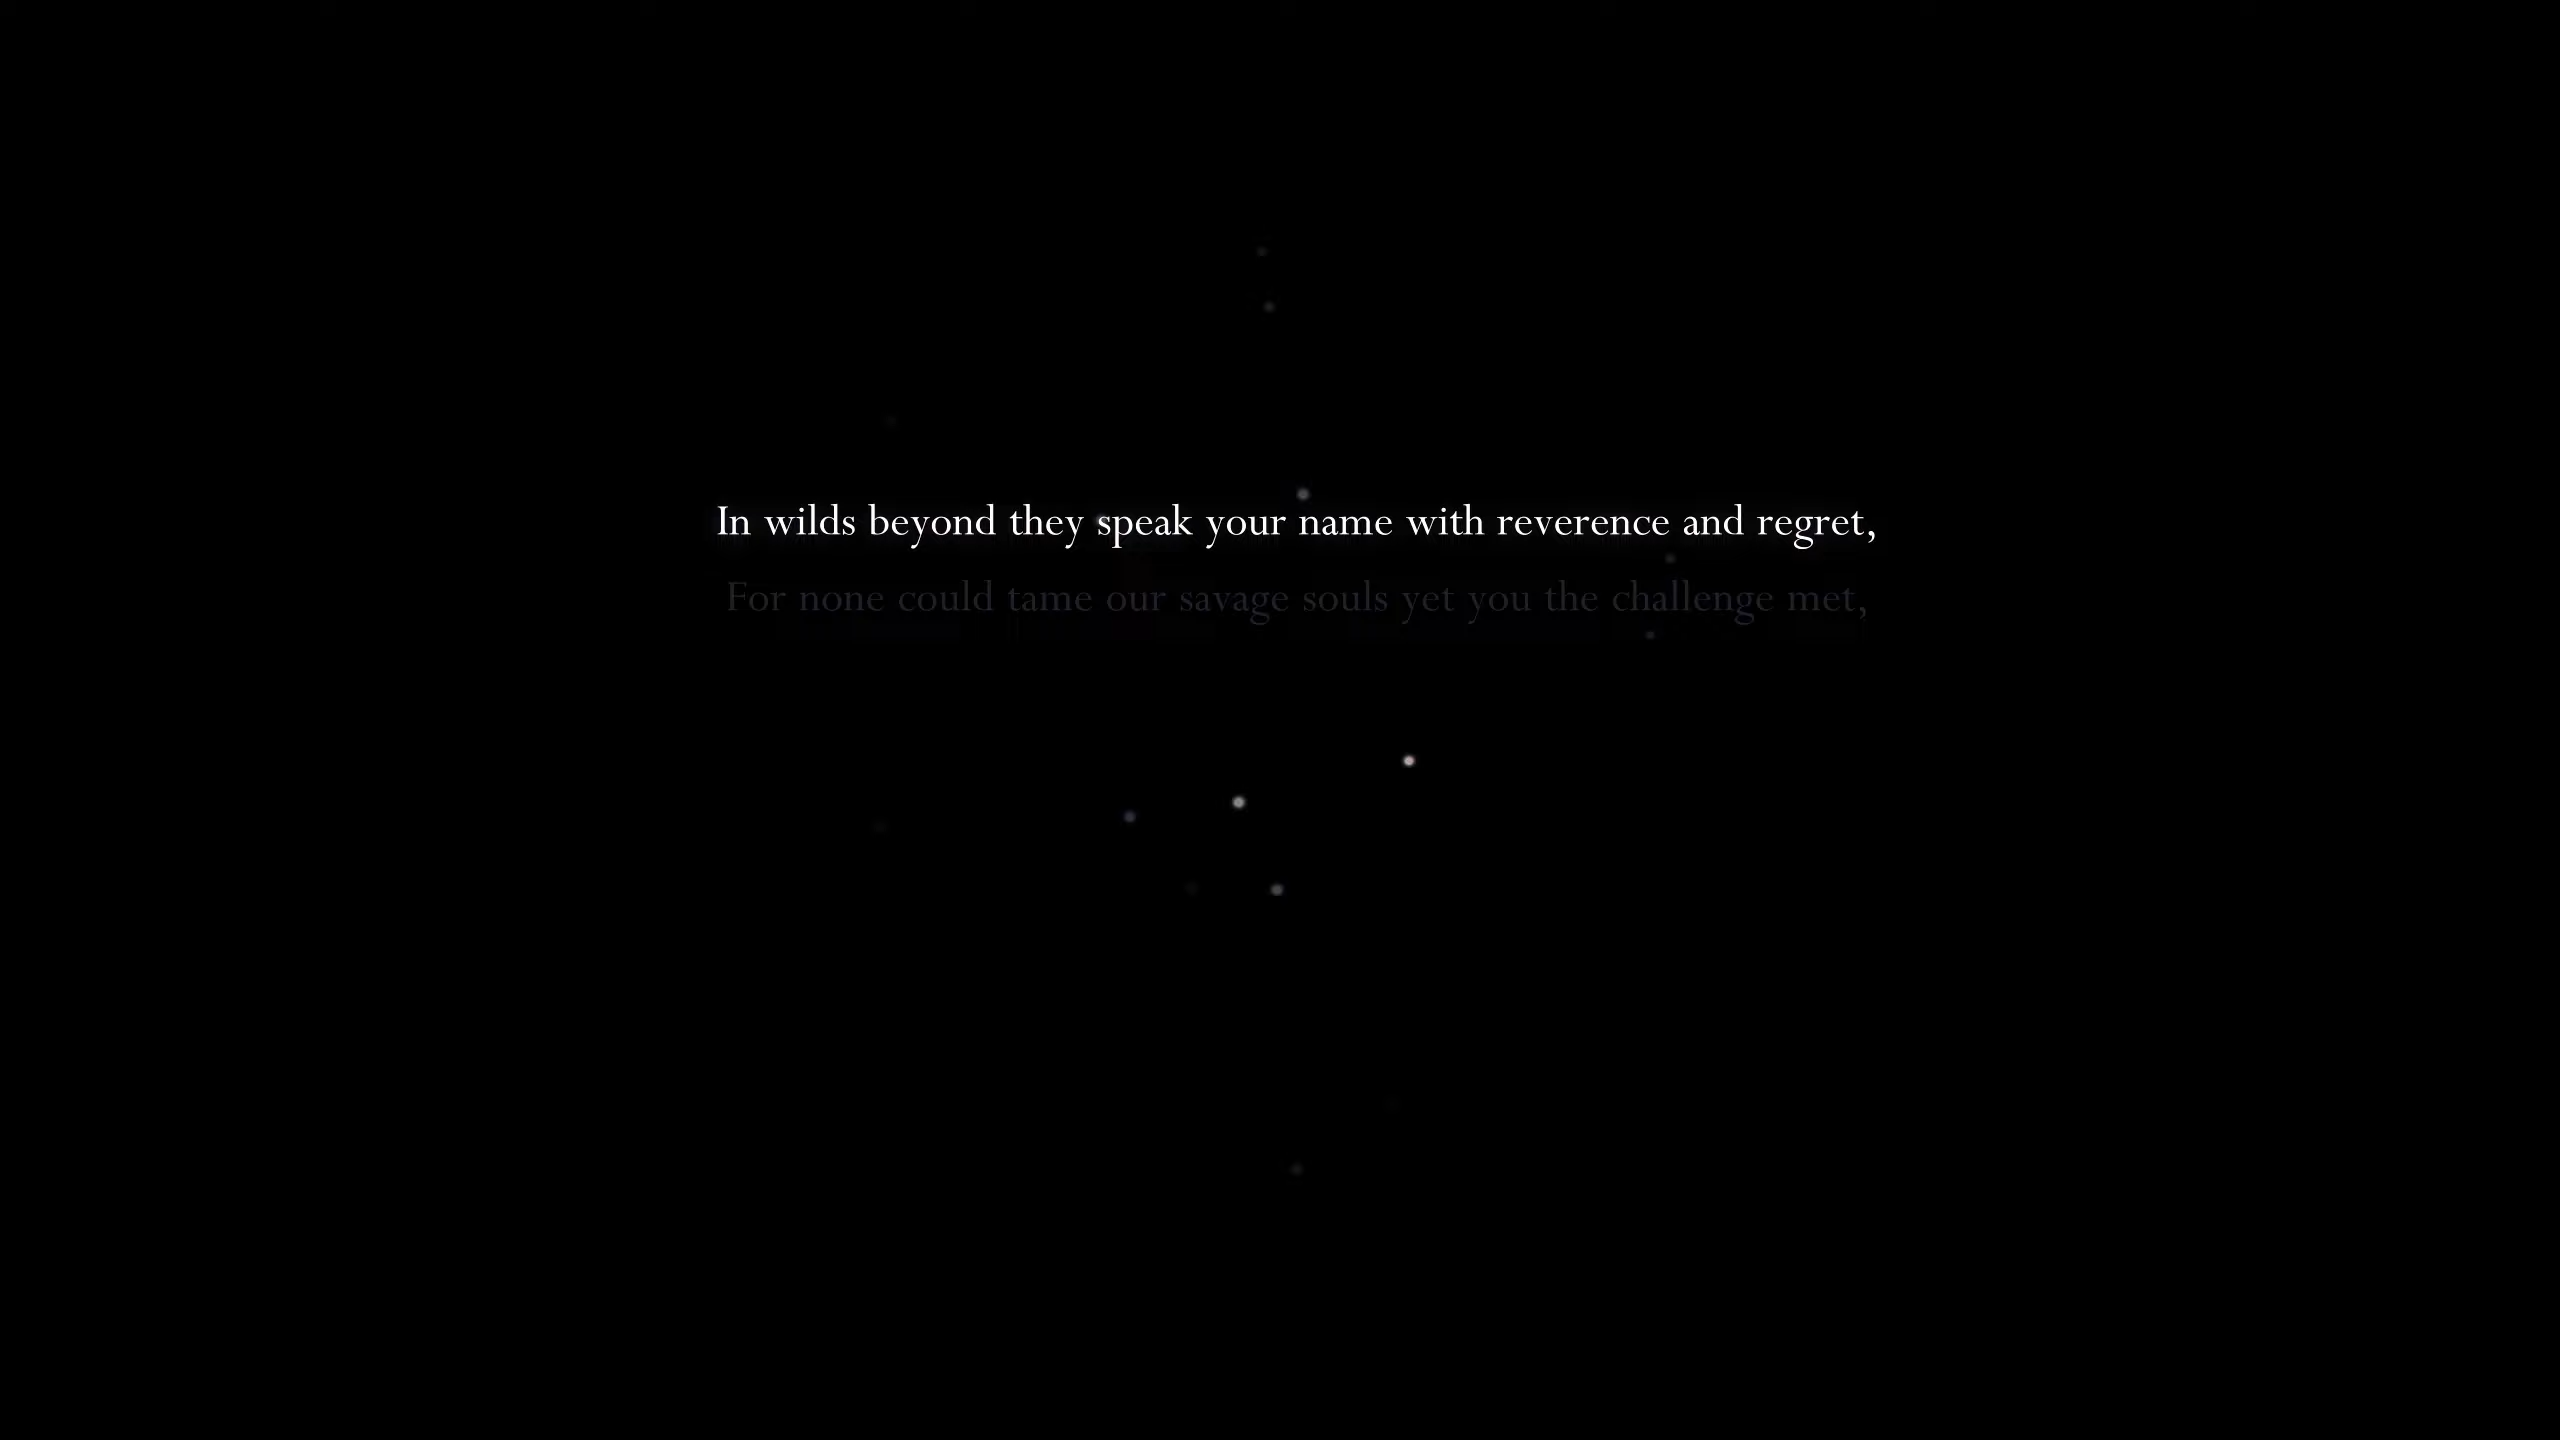 In wilds beyond they speak your name with reverence and regret,
For none could tame our savage souls yet you the challenge met,